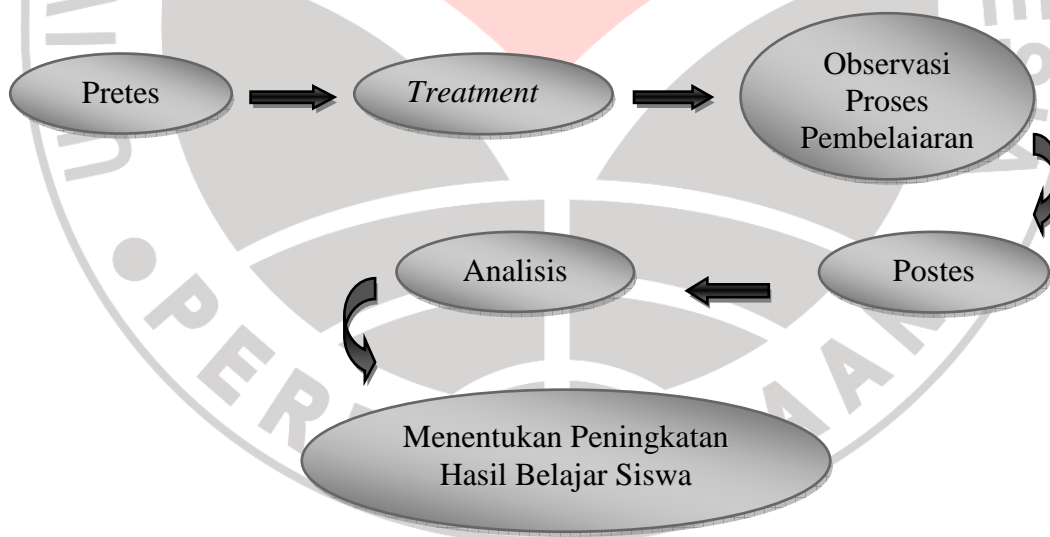 Pretes
Treatment
Observasi
Proses
Pembelajaran
Analisis
Postes
Menentukan Peningkatan
Hasil Belajar Siswa